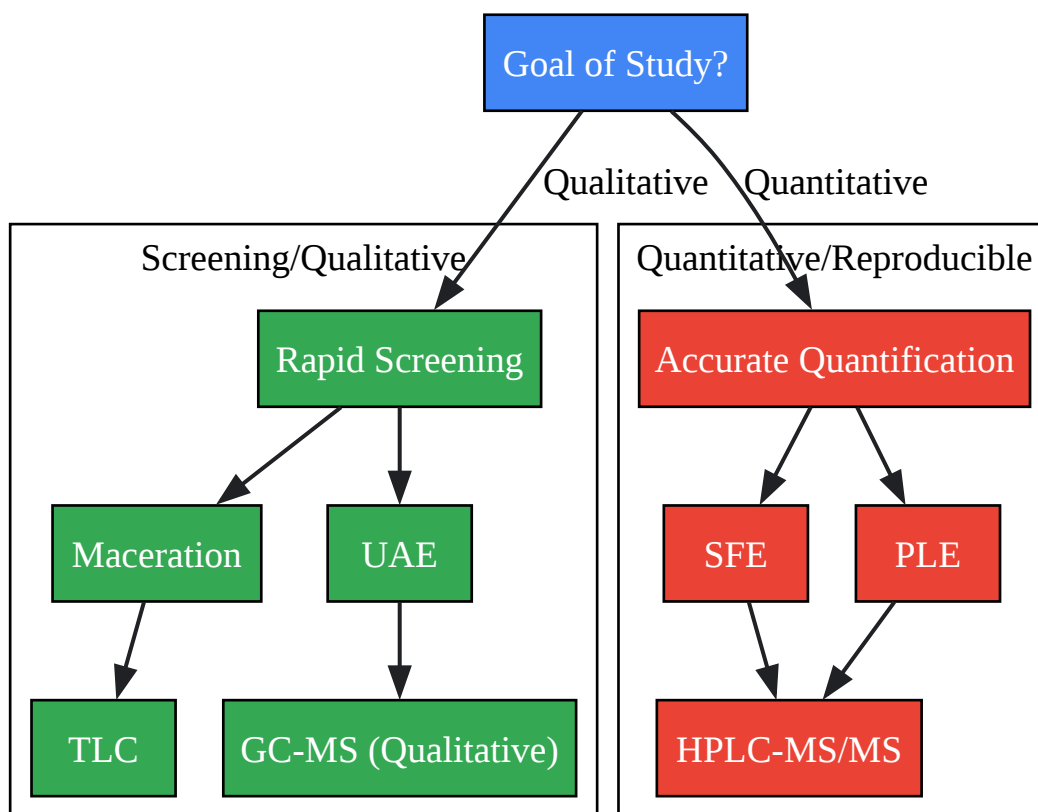 Goal of Study?
Qualitative
Quantitative
Screening/Qualitative
Quantitative/Reproducible
Rapid Screening
Accurate Quantification
Maceration
UAE
SFE
PLE
TLC
GC-MS (Qualitative)
HPLC-MS/MS